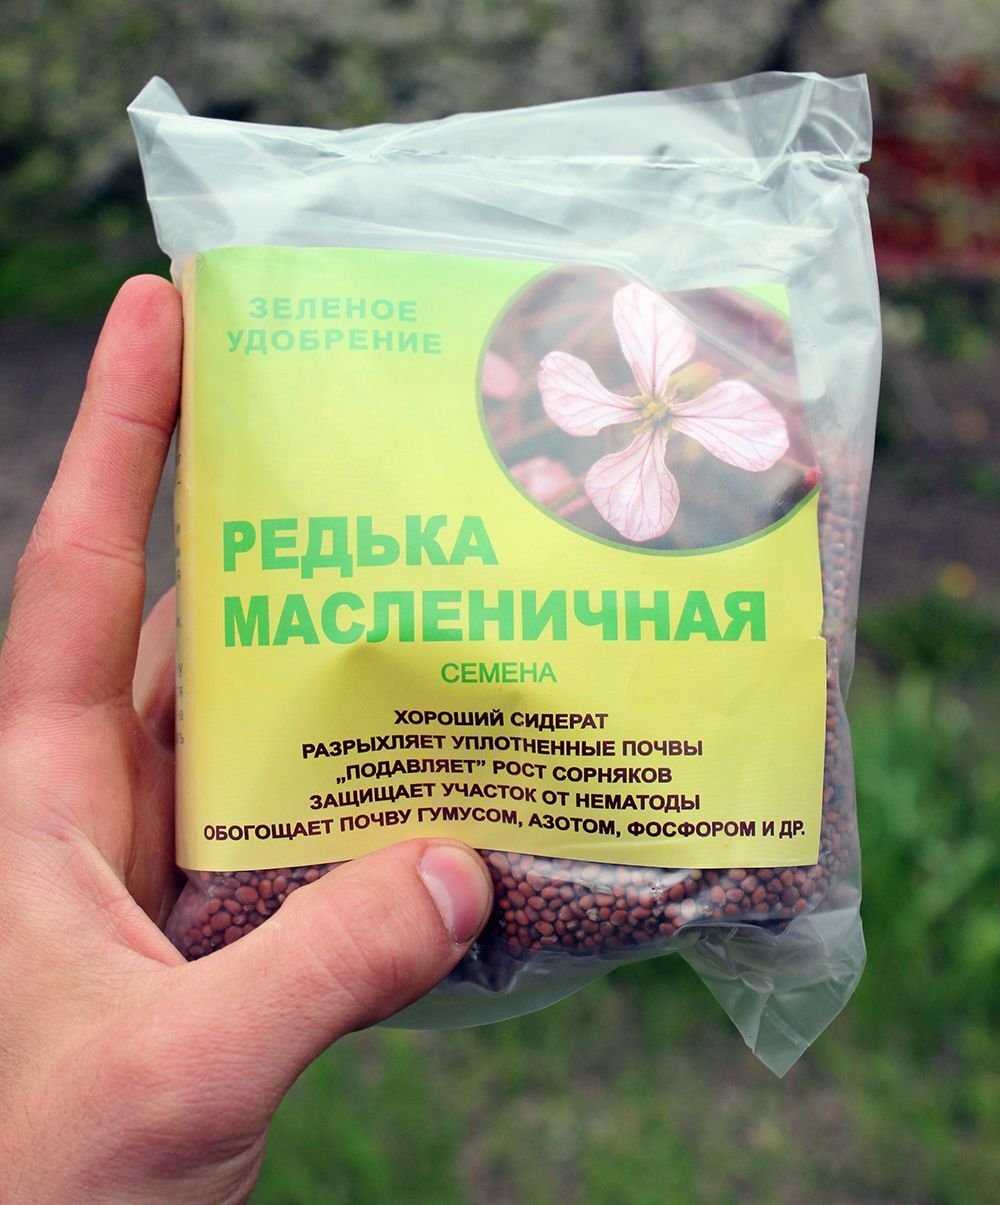 ЗЕЛЕНОЕ
УДОБРЕНИЕ
РЕДЬКА
МАСЛЕНИЧНАЯ
СЕМЕНА
ХОРОШИЙ СИДЕРАТ
РАЗРЫХЛЯЕТ УПЛОТНЕННЫЕ ПОЧВЫ
„ПОДАВЛЯЕТ” РОСТ СОРНЯКОВ
ЗАЩИЩАЕТ УЧАСТОК ОТ НЕМАТОДЫ
ОБОГОЩАЕТ ПОЧВУ ГУМУСОМ, АЗОТОМ, ФОСФОРОМ И ДР.